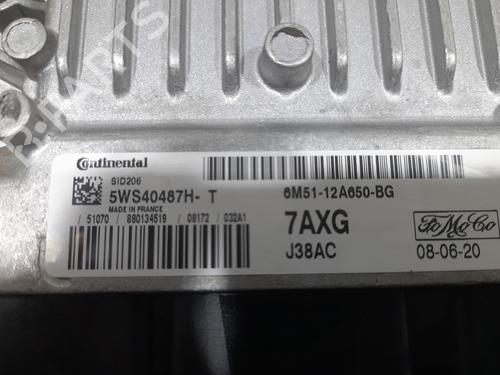 Continental
SID206
5WS40487H- T
MADE IN FRANCE
/ 51070 / 880134519 / 08172 / 032A1
6M51-12A650-BG
7AXG
J38AC
FoMoCo
08-06-20